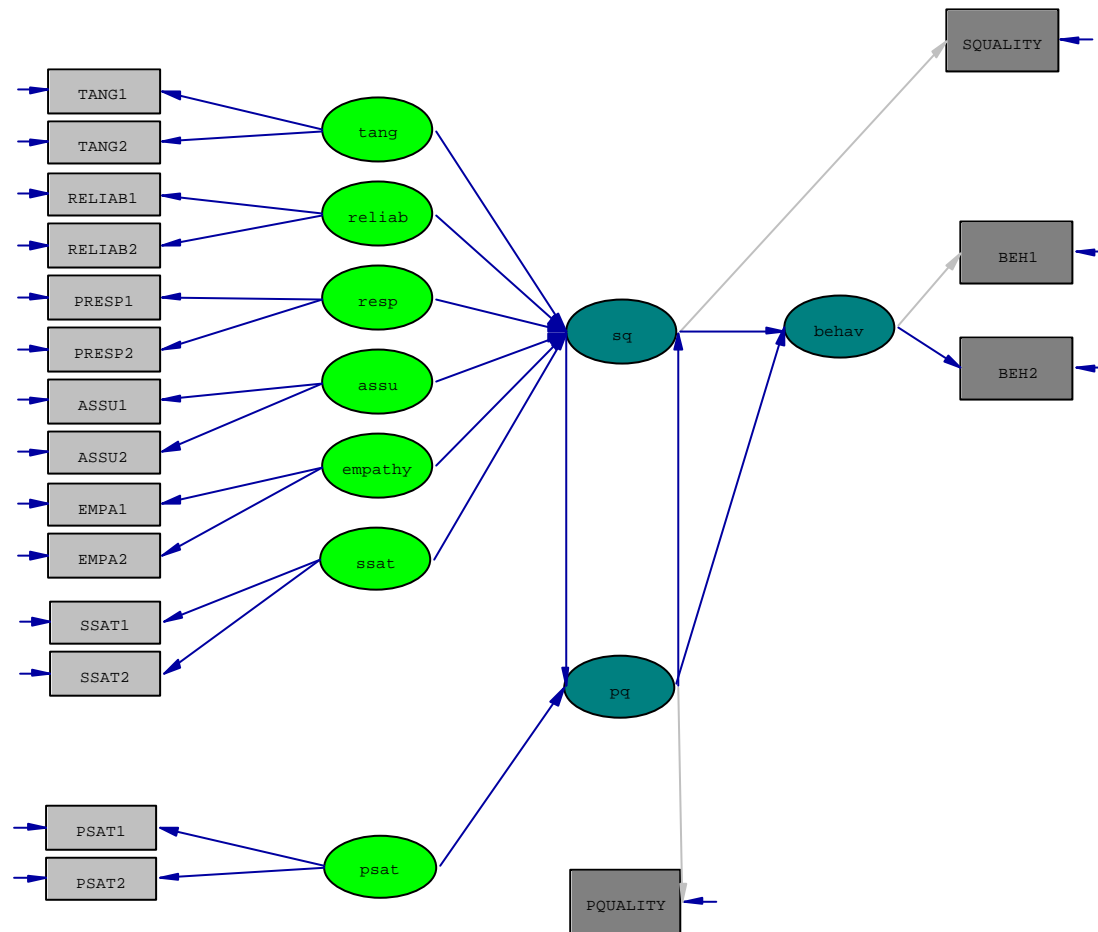 SQUALITY
TANG1
tang
TANG2
RELIAB1
reliab
RELIAB2
BEH1
PRESP1
resp
PRESP2
sq
behav
BEH2
ASSU1
assu
ASSU2
empathy
EMPA1
EMPA2
ssat
SSAT1
SSAT2
pq
PSAT1
psat
PSAT2
PQUALITY